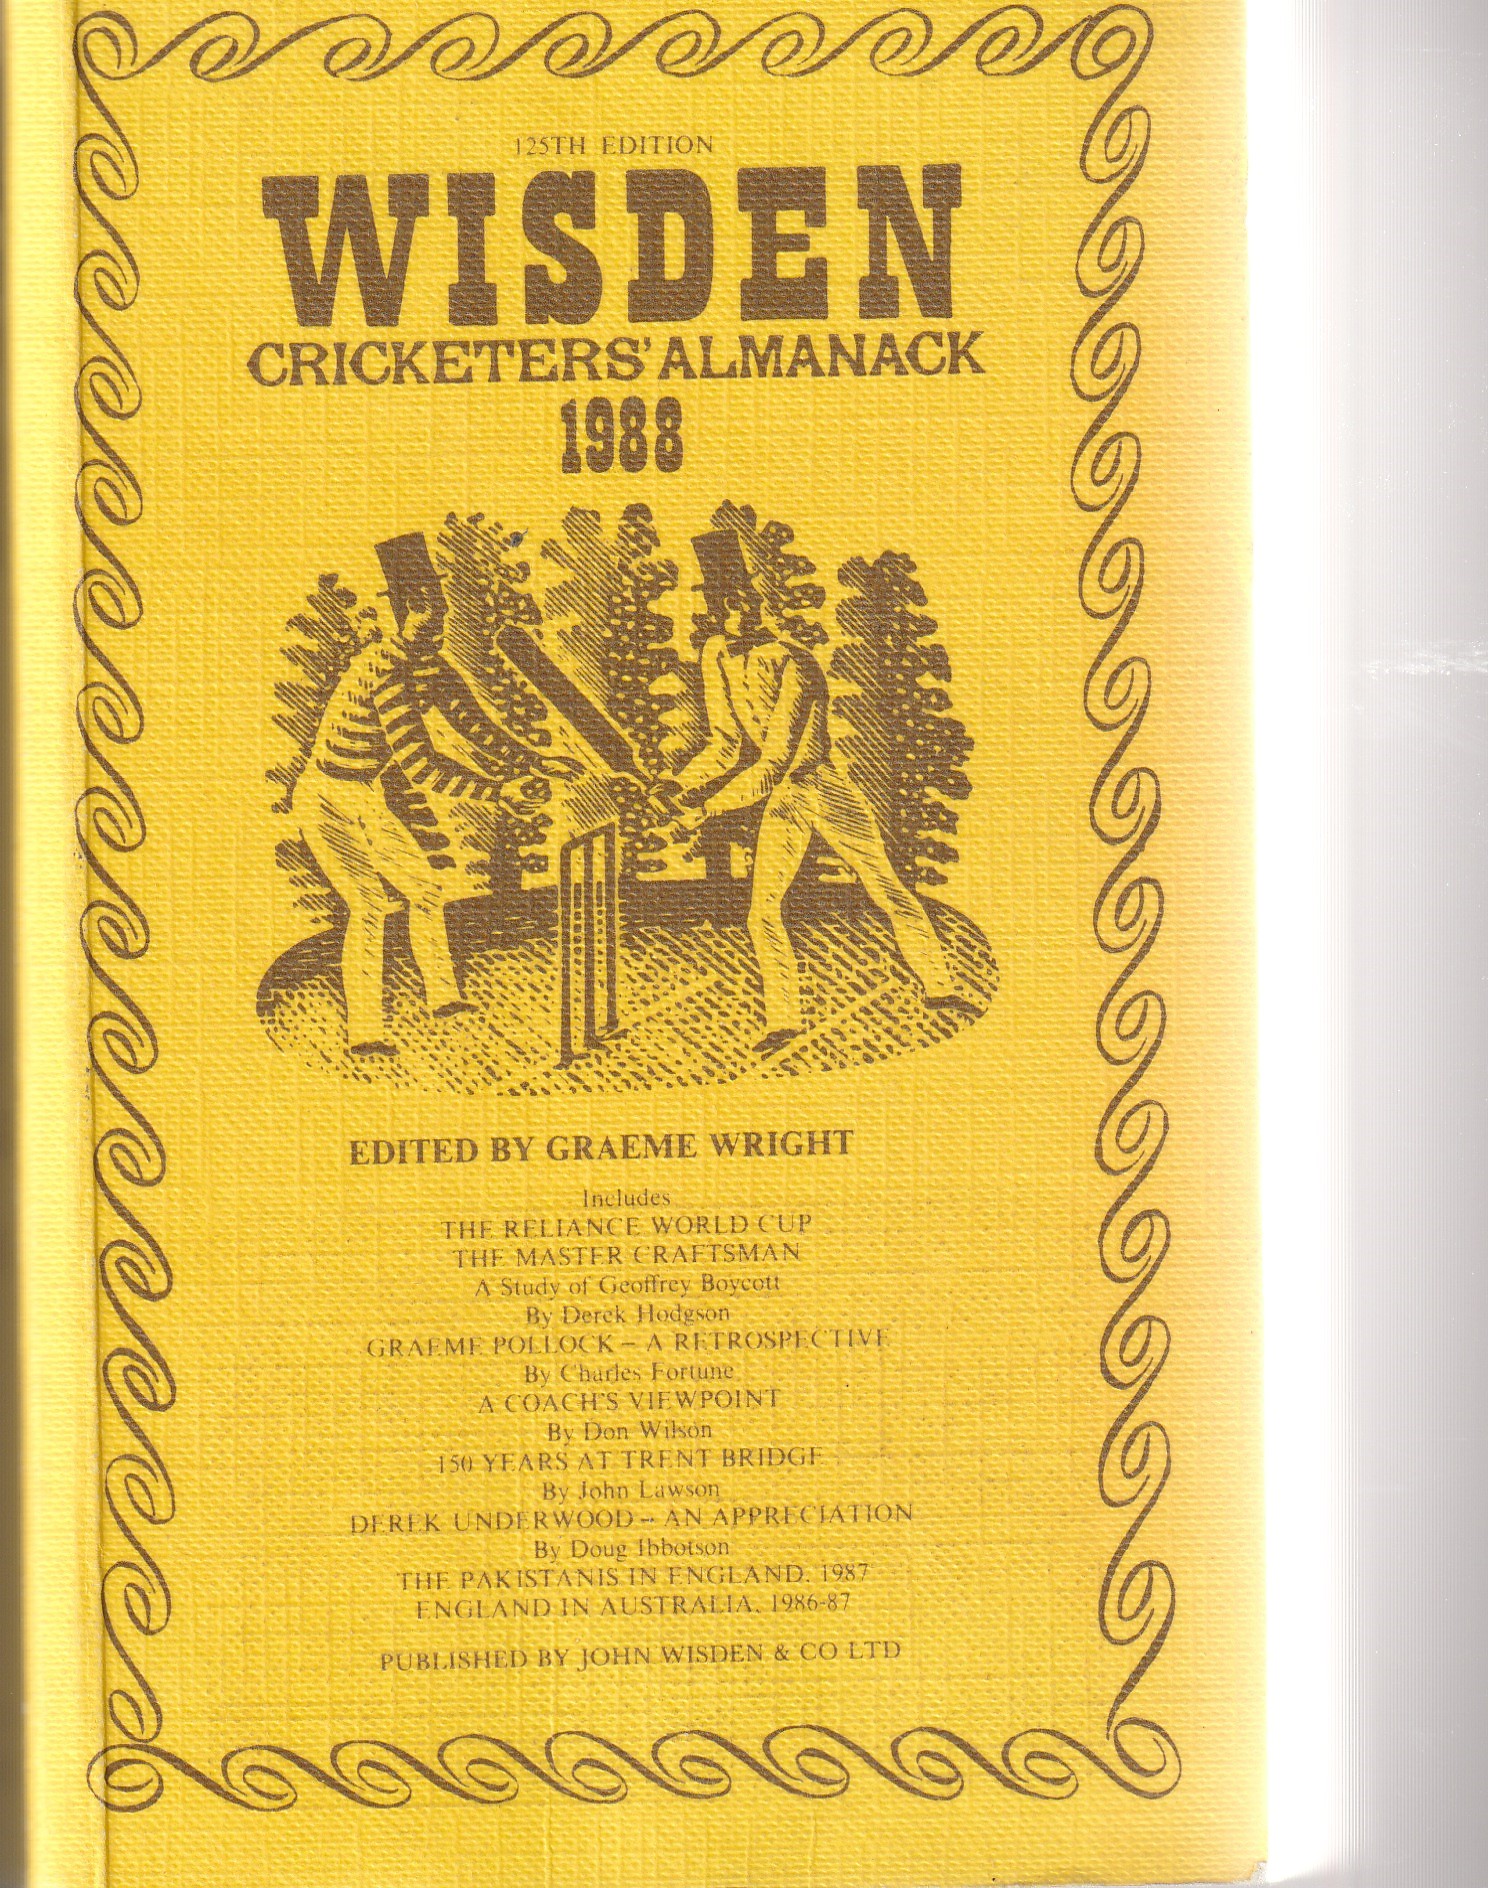 125TH EDITION
WISDEN
CRICKETERS' ALMANACK
1988
EDITED BY GRAEME WRIGHT
Includes
THE RELIANCE WORLD CUP
THE MASTER CRAFTSMAN
A Study of Geoffrey Boycott
By Derek Hodgson
GRAEME POLLOCK – A RETROSPECTIVE
By Charles Fortune
A COACH'S VIEWPOINT
By Don Wilson
150 YEARS AT TRENT BRIDGE
By John Lawson
DEREK UNDERWOOD – AN APPRECIATION
By Doug Ibbotson
THE PAKISTANIS IN ENGLAND, 1987
ENGLAND IN AUSTRALIA, 1986-87
PUBLISHED BY JOHN WISDEN & CO LTD